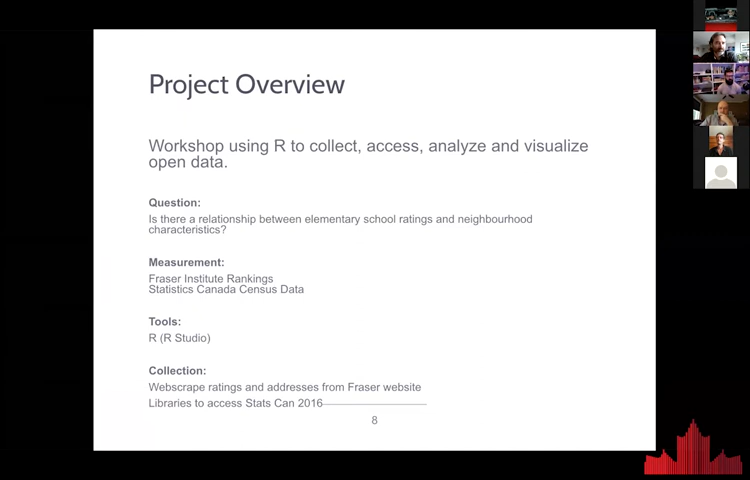 Project Overview
Workshop using R to collect, access, analyze and visualize
open data.
Question:
Is there a relationship between elementary school ratings and neighbourhood
characteristics?
Measurement:
Fraser Institute Rankings
Statistics Canada Census Data
Tools:
R (R Studio)
Collection:
Webscrape ratings and addresses from Fraser website
Libraries to access Stats Can 2016
8